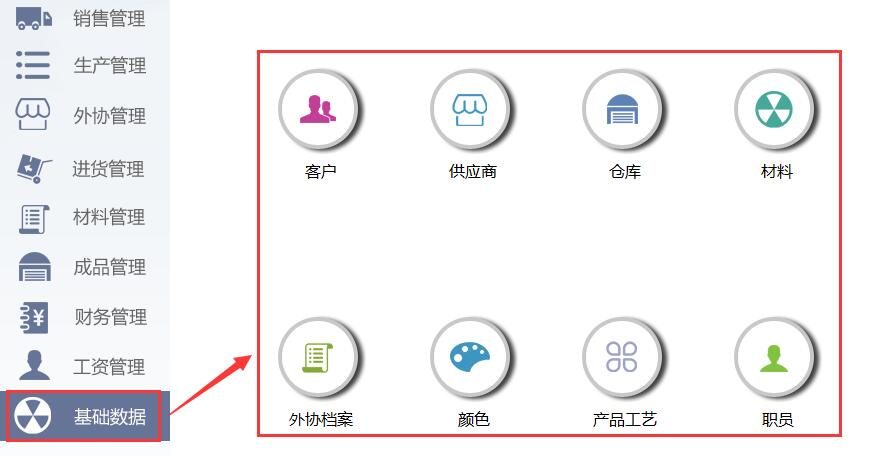 销售管理
生产管理
外协管理
进货管理
材料管理
成品管理
财务管理
工资管理
基础数据
客户
供应商
仓库
材料
外协档案
颜色
产品工艺
职员